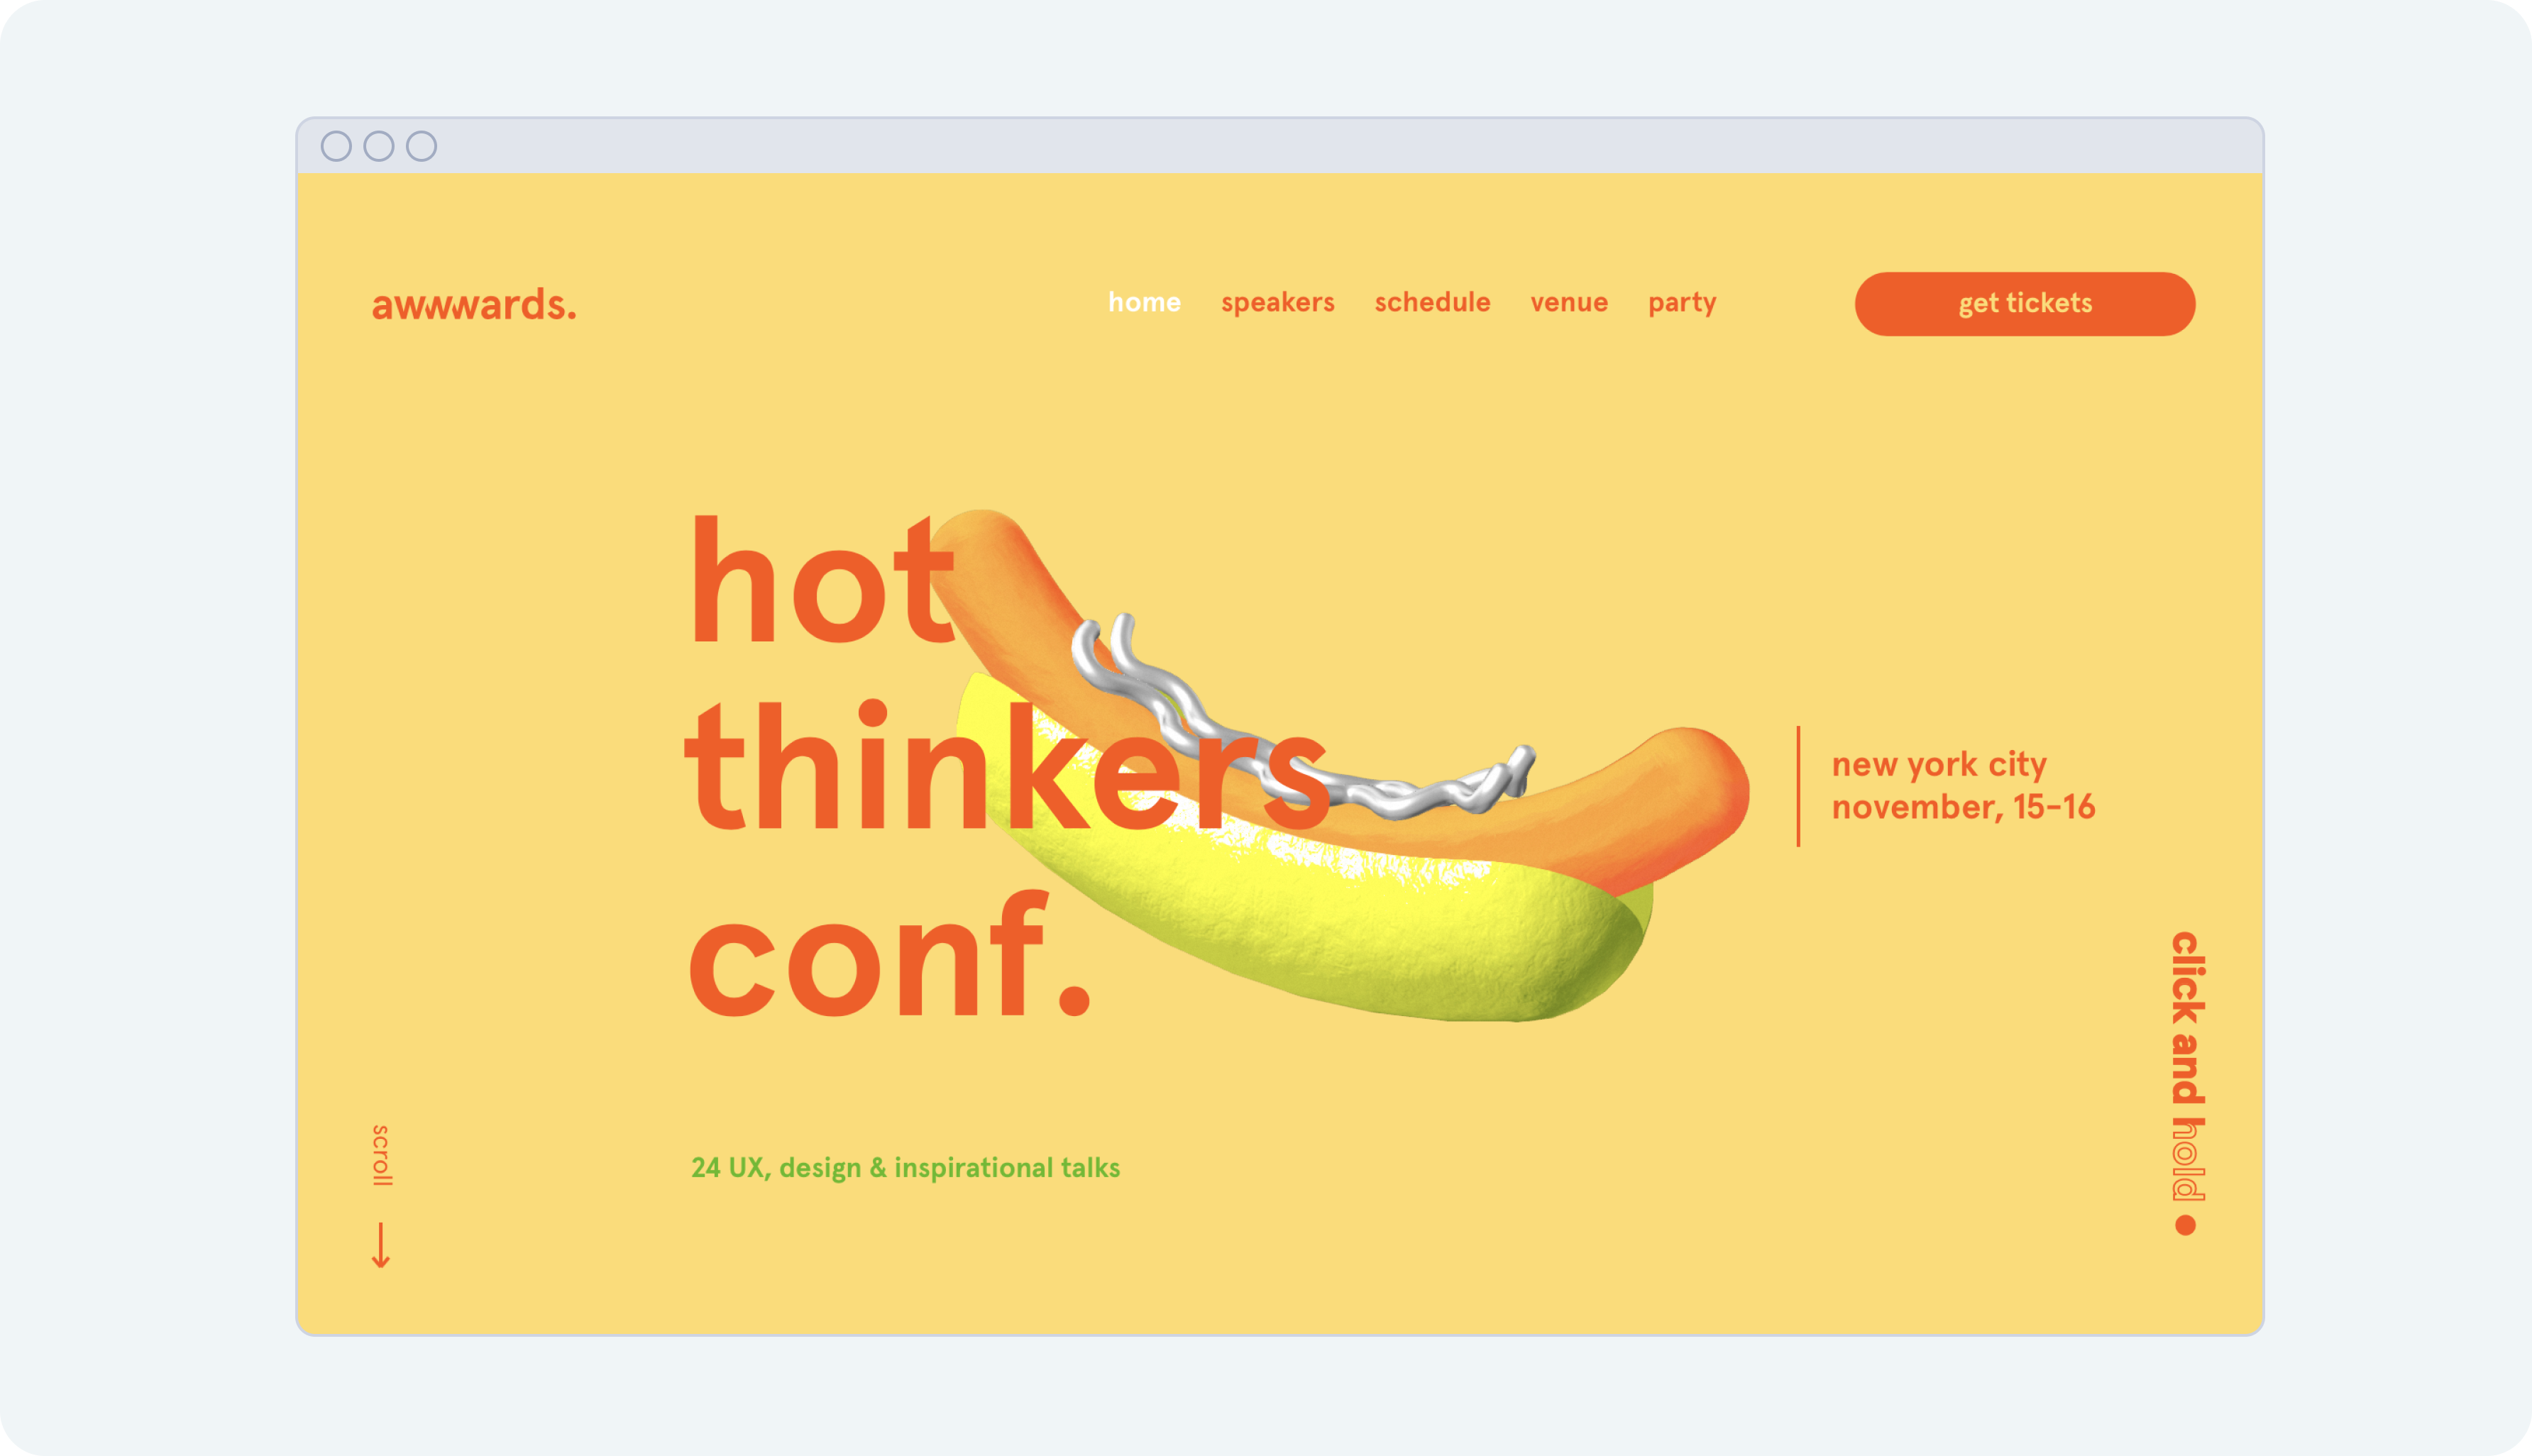 awwwards.
home speakers schedule venue party
get tickets
hot
thinkers
conf.
new york city
november, 15-16
click and hold
scroll
24 UX, design & inspirational talks